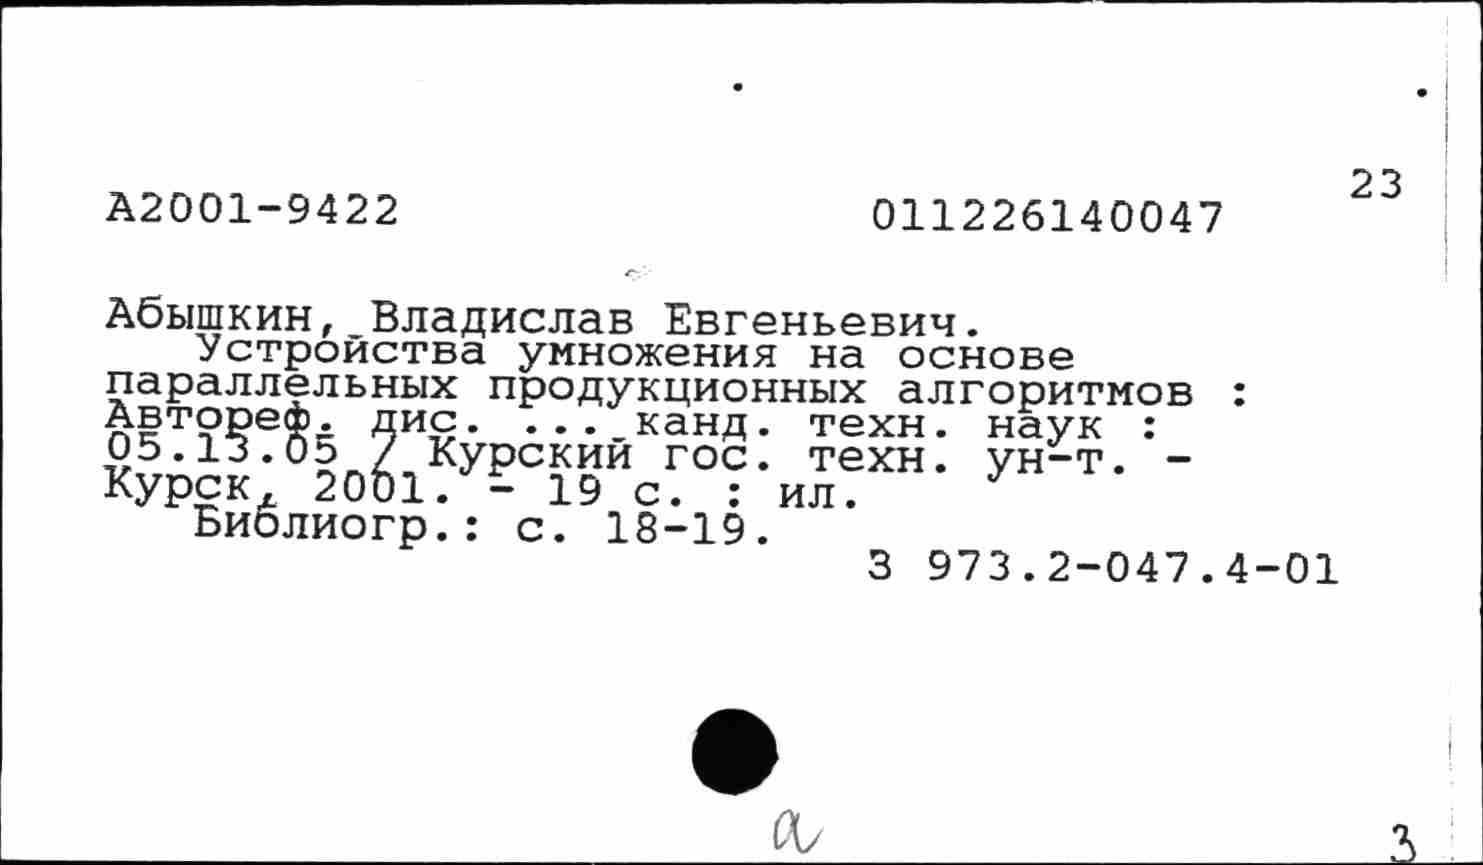 23
А2001-9422 011226140047
Абышкин, Владислав Евгеньевич.
Устройства умножения на основе
параллельных продукционных алгоритмов :
Автореф. дис. ... канд. техн. наук :
05.13.05 / Курский гос. техн. ун-т. -
Курск, 2001. - 19 с. : ил.
Библиогр.: с. 18-19.
З 973.2-047.4-01
а
3